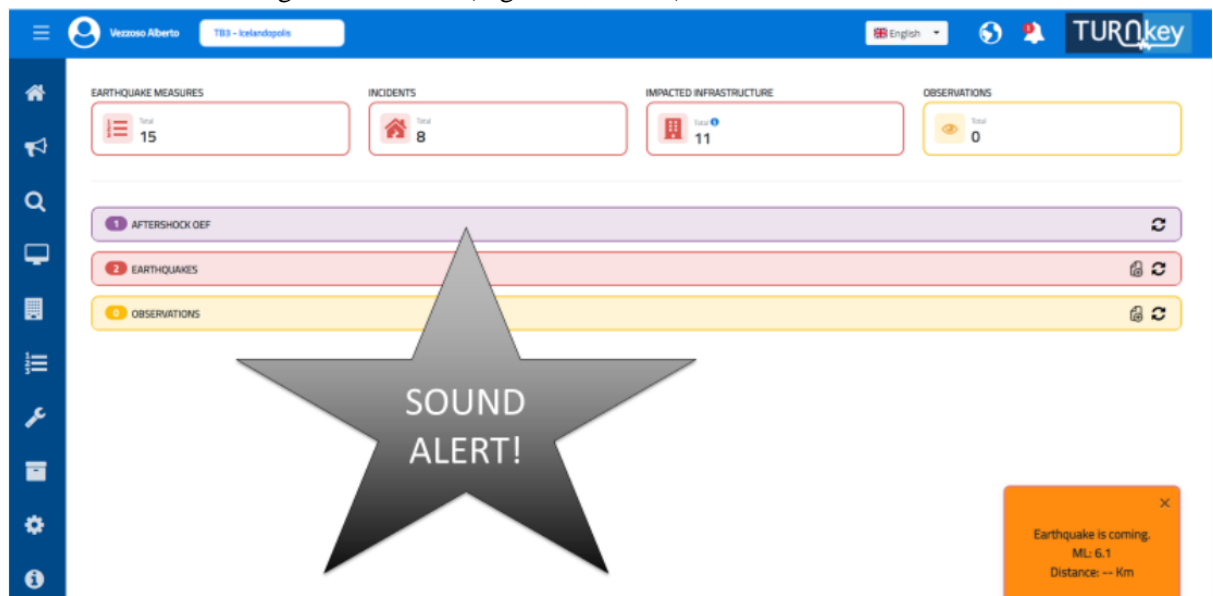 Vezzoso Alberto
TB3 - Icelandopolis
English
TURNkey
EARTHQUAKE MEASURES
Total
15
INCIDENTS
Total
8
IMPACTED INFRASTRUCTURE
Total
11
OBSERVATIONS
Total
0
1 AFTERSHOCK OEF
2 EARTHQUAKES
0 OBSERVATIONS
SOUND
ALERT!
Earthquake is coming.
ML: 6.1
Distance: -- Km